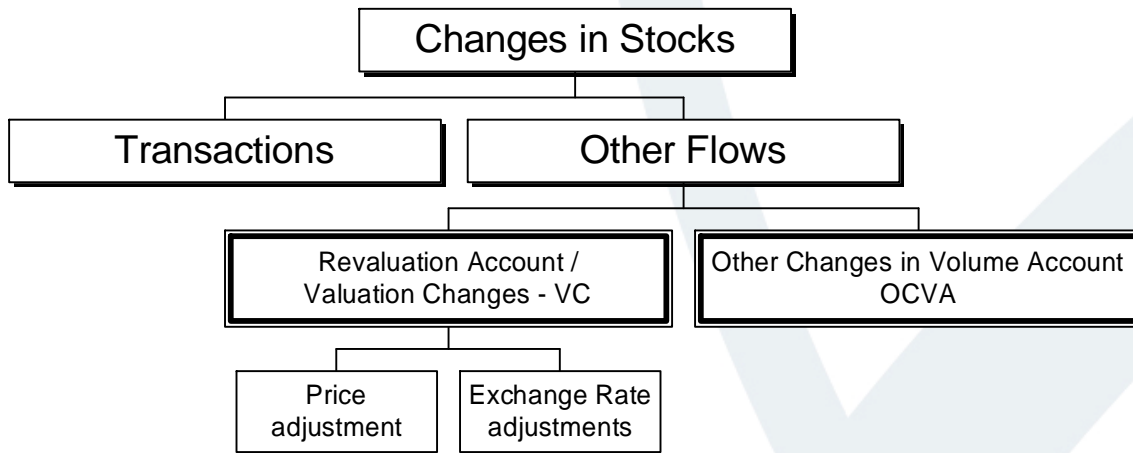 Changes in Stocks
Transactions
Other Flows
Revaluation Account /
Valuation Changes - VC
Other Changes in Volume Account
OCVA
Price
adjustment
Exchange Rate
adjustments